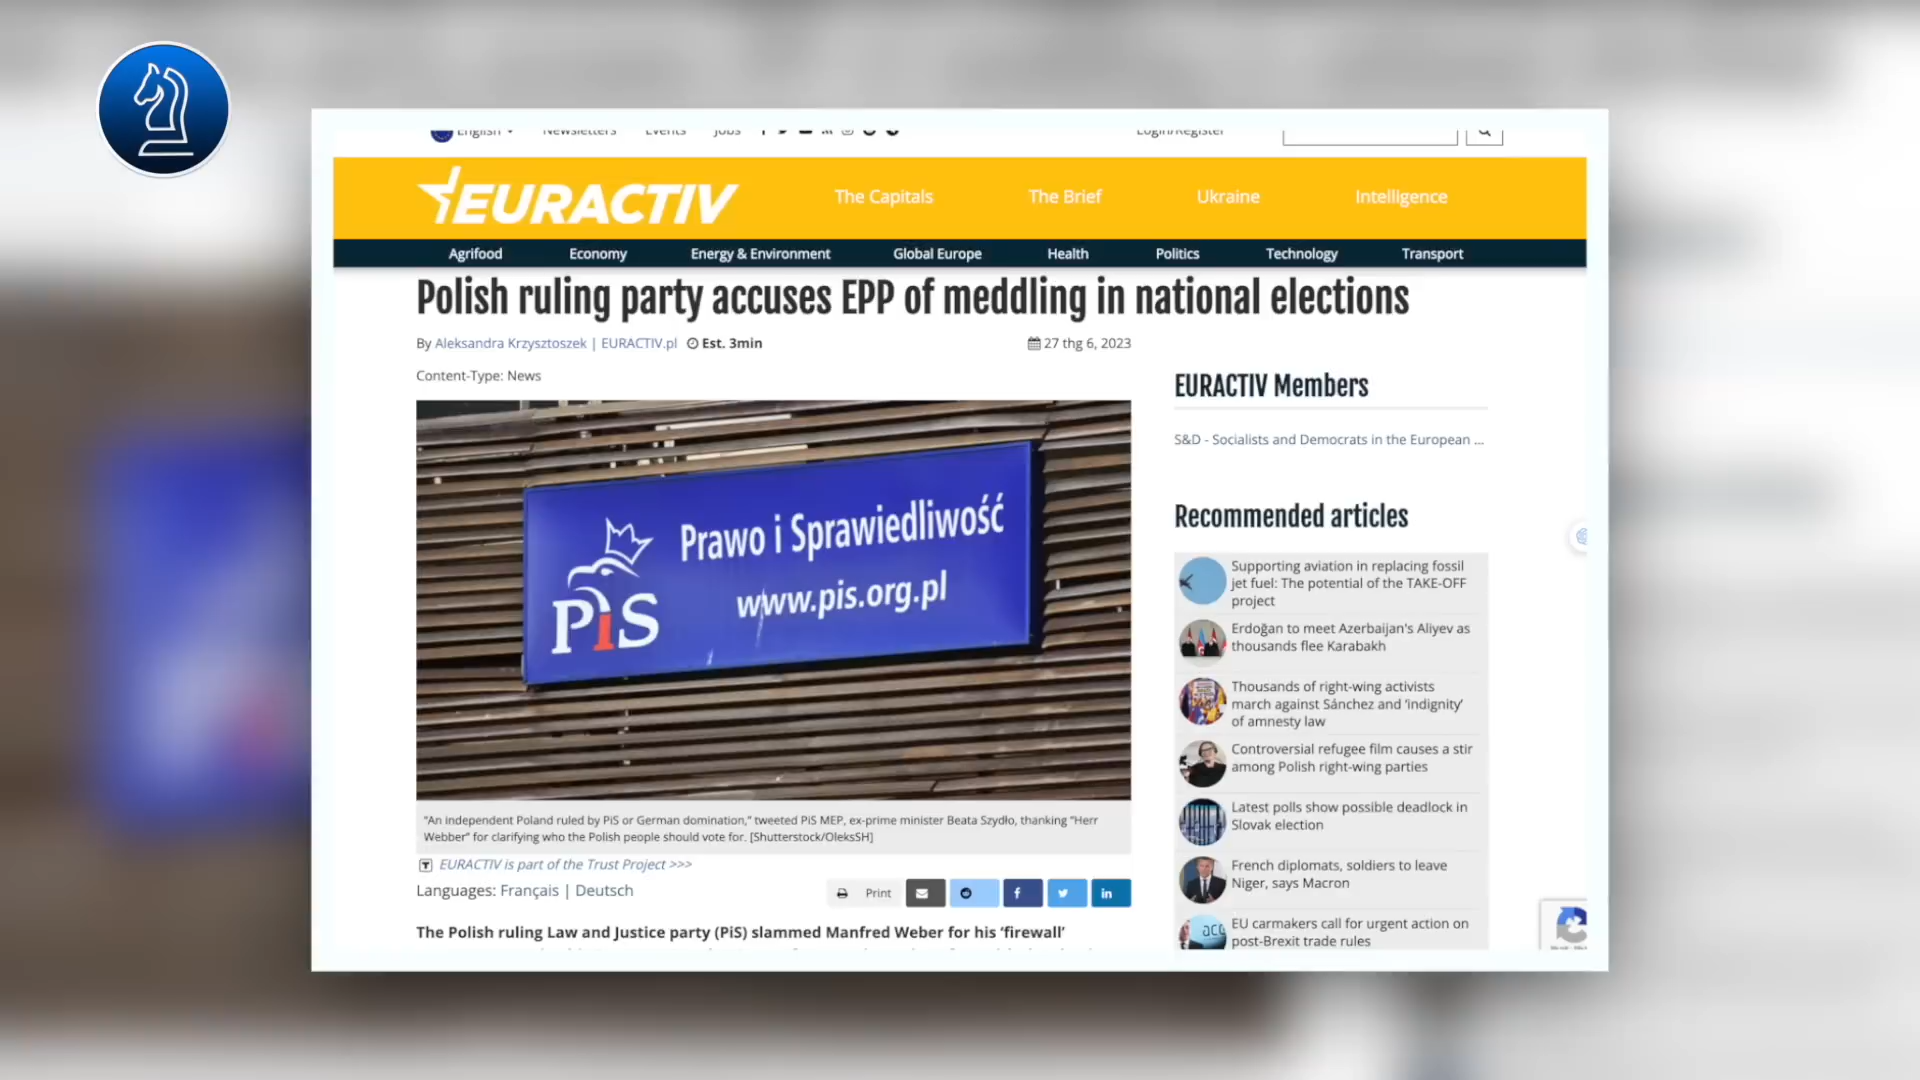 English
Newsletters
Events
Jobs
Login/Register
EURACTIV
The Capitals
The Brief
Ukraine
Intelligence
Agrifood
Economy
Energy & Environment
Global Europe
Health
Politics
Technology
Transport
Polish ruling party accuses EPP of meddling in national elections
By Aleksandra Krzysztoszek | EURACTIV.pl
Est. 3min
27 thg 6, 2023
Content-Type: News
Prawo i Sprawiedliwość
www.pis.org.pl
PiS
"An independent Poland ruled by PiS or German domination," tweeted PiS MEP, ex-prime minister Beata Szydło, thanking "Herr
Webber" for clarifying who the Polish people should vote for. [Shutterstock/OleksSH]
T
EURACTIV is part of the Trust Project >>>
Languages: Français | Deutsch
Print
The Polish ruling Law and Justice party (PiS) slammed Manfred Weber for his ‘firewall’
EURACTIV Members
S&D - Socialists and Democrats in the European ...
Recommended articles
Supporting aviation in replacing fossil
jet fuel: The potential of the TAKE-OFF
project
Erdoğan to meet Azerbaijan's Aliyev as
thousands flee Karabakh
Thousands of right-wing activists
march against Sánchez and 'indignity'
of amnesty law
Controversial refugee film causes a stir
among Polish right-wing parties
Latest polls show possible deadlock in
Slovak election
French diplomats, soldiers to leave
Niger, says Macron
EU carmakers call for urgent action on
post-Brexit trade rules